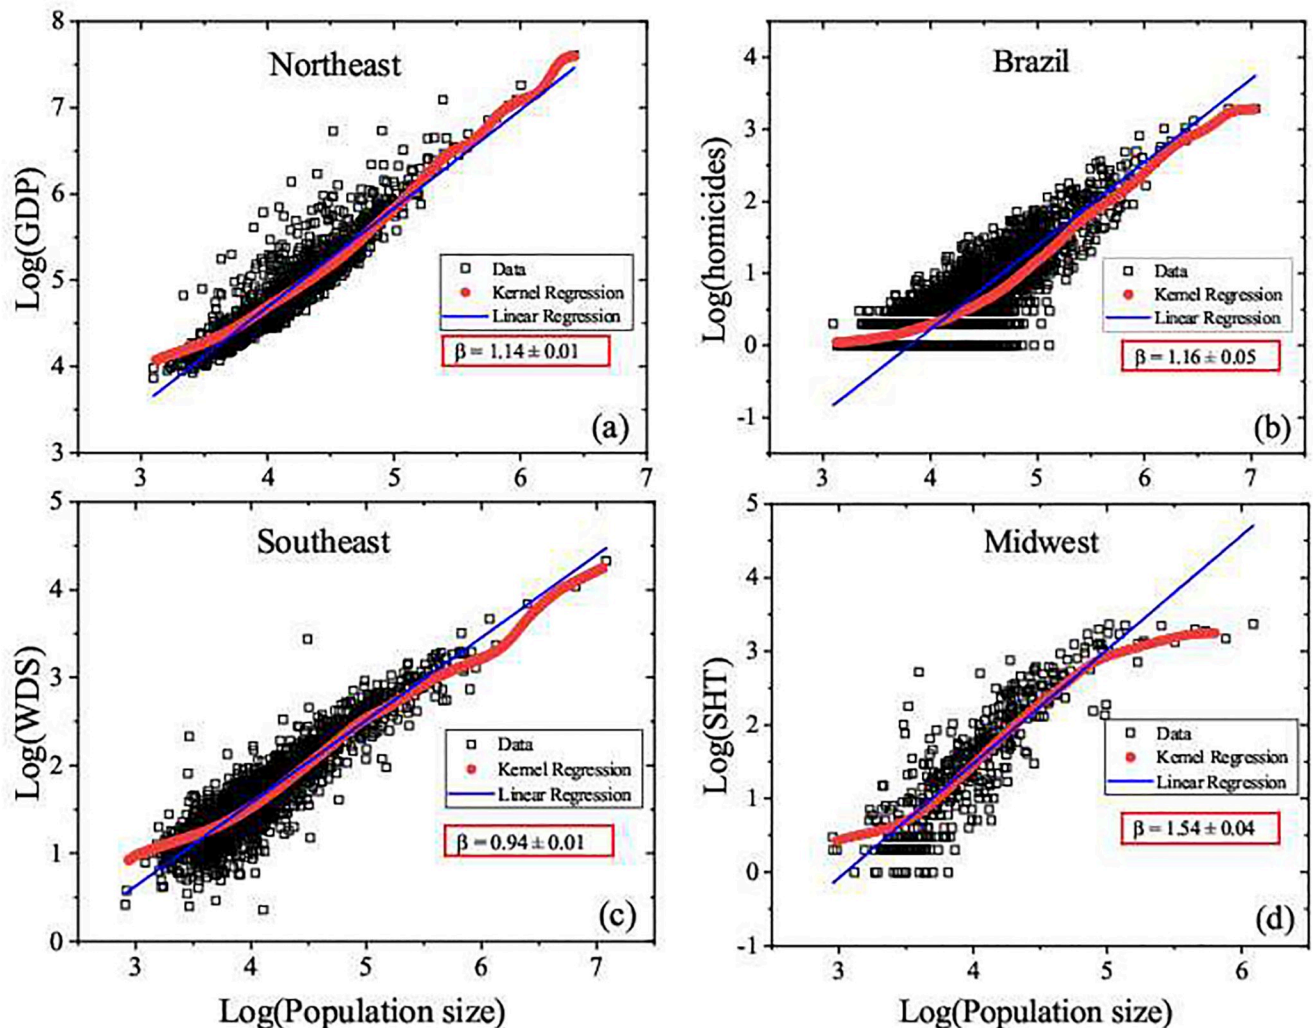 Northeast
Log(GDP)
8
7
6
5
4
3
Data
Kernel Regression
Linear Regression
β = 1.14 ± 0.01
(a)
3 4 5 6 7
Brazil
Log(homicides)
4
3
2
1
0
-1
Data
Kernel Regression
Linear Regression
β = 1.16 ± 0.05
(b)
3 4 5 6 7
Southeast
Log(WDS)
5
4
3
2
1
0
Data
Kernel Regression
Linear Regression
β = 0.94 ± 0.01
(c)
3 4 5 6 7
Log(Population size)
Midwest
Log(SHT)
5
4
3
2
1
0
-1
Data
Kernel Regression
Linear Regression
β = 1.54 ± 0.04
(d)
3 4 5 6
Log(Population size)